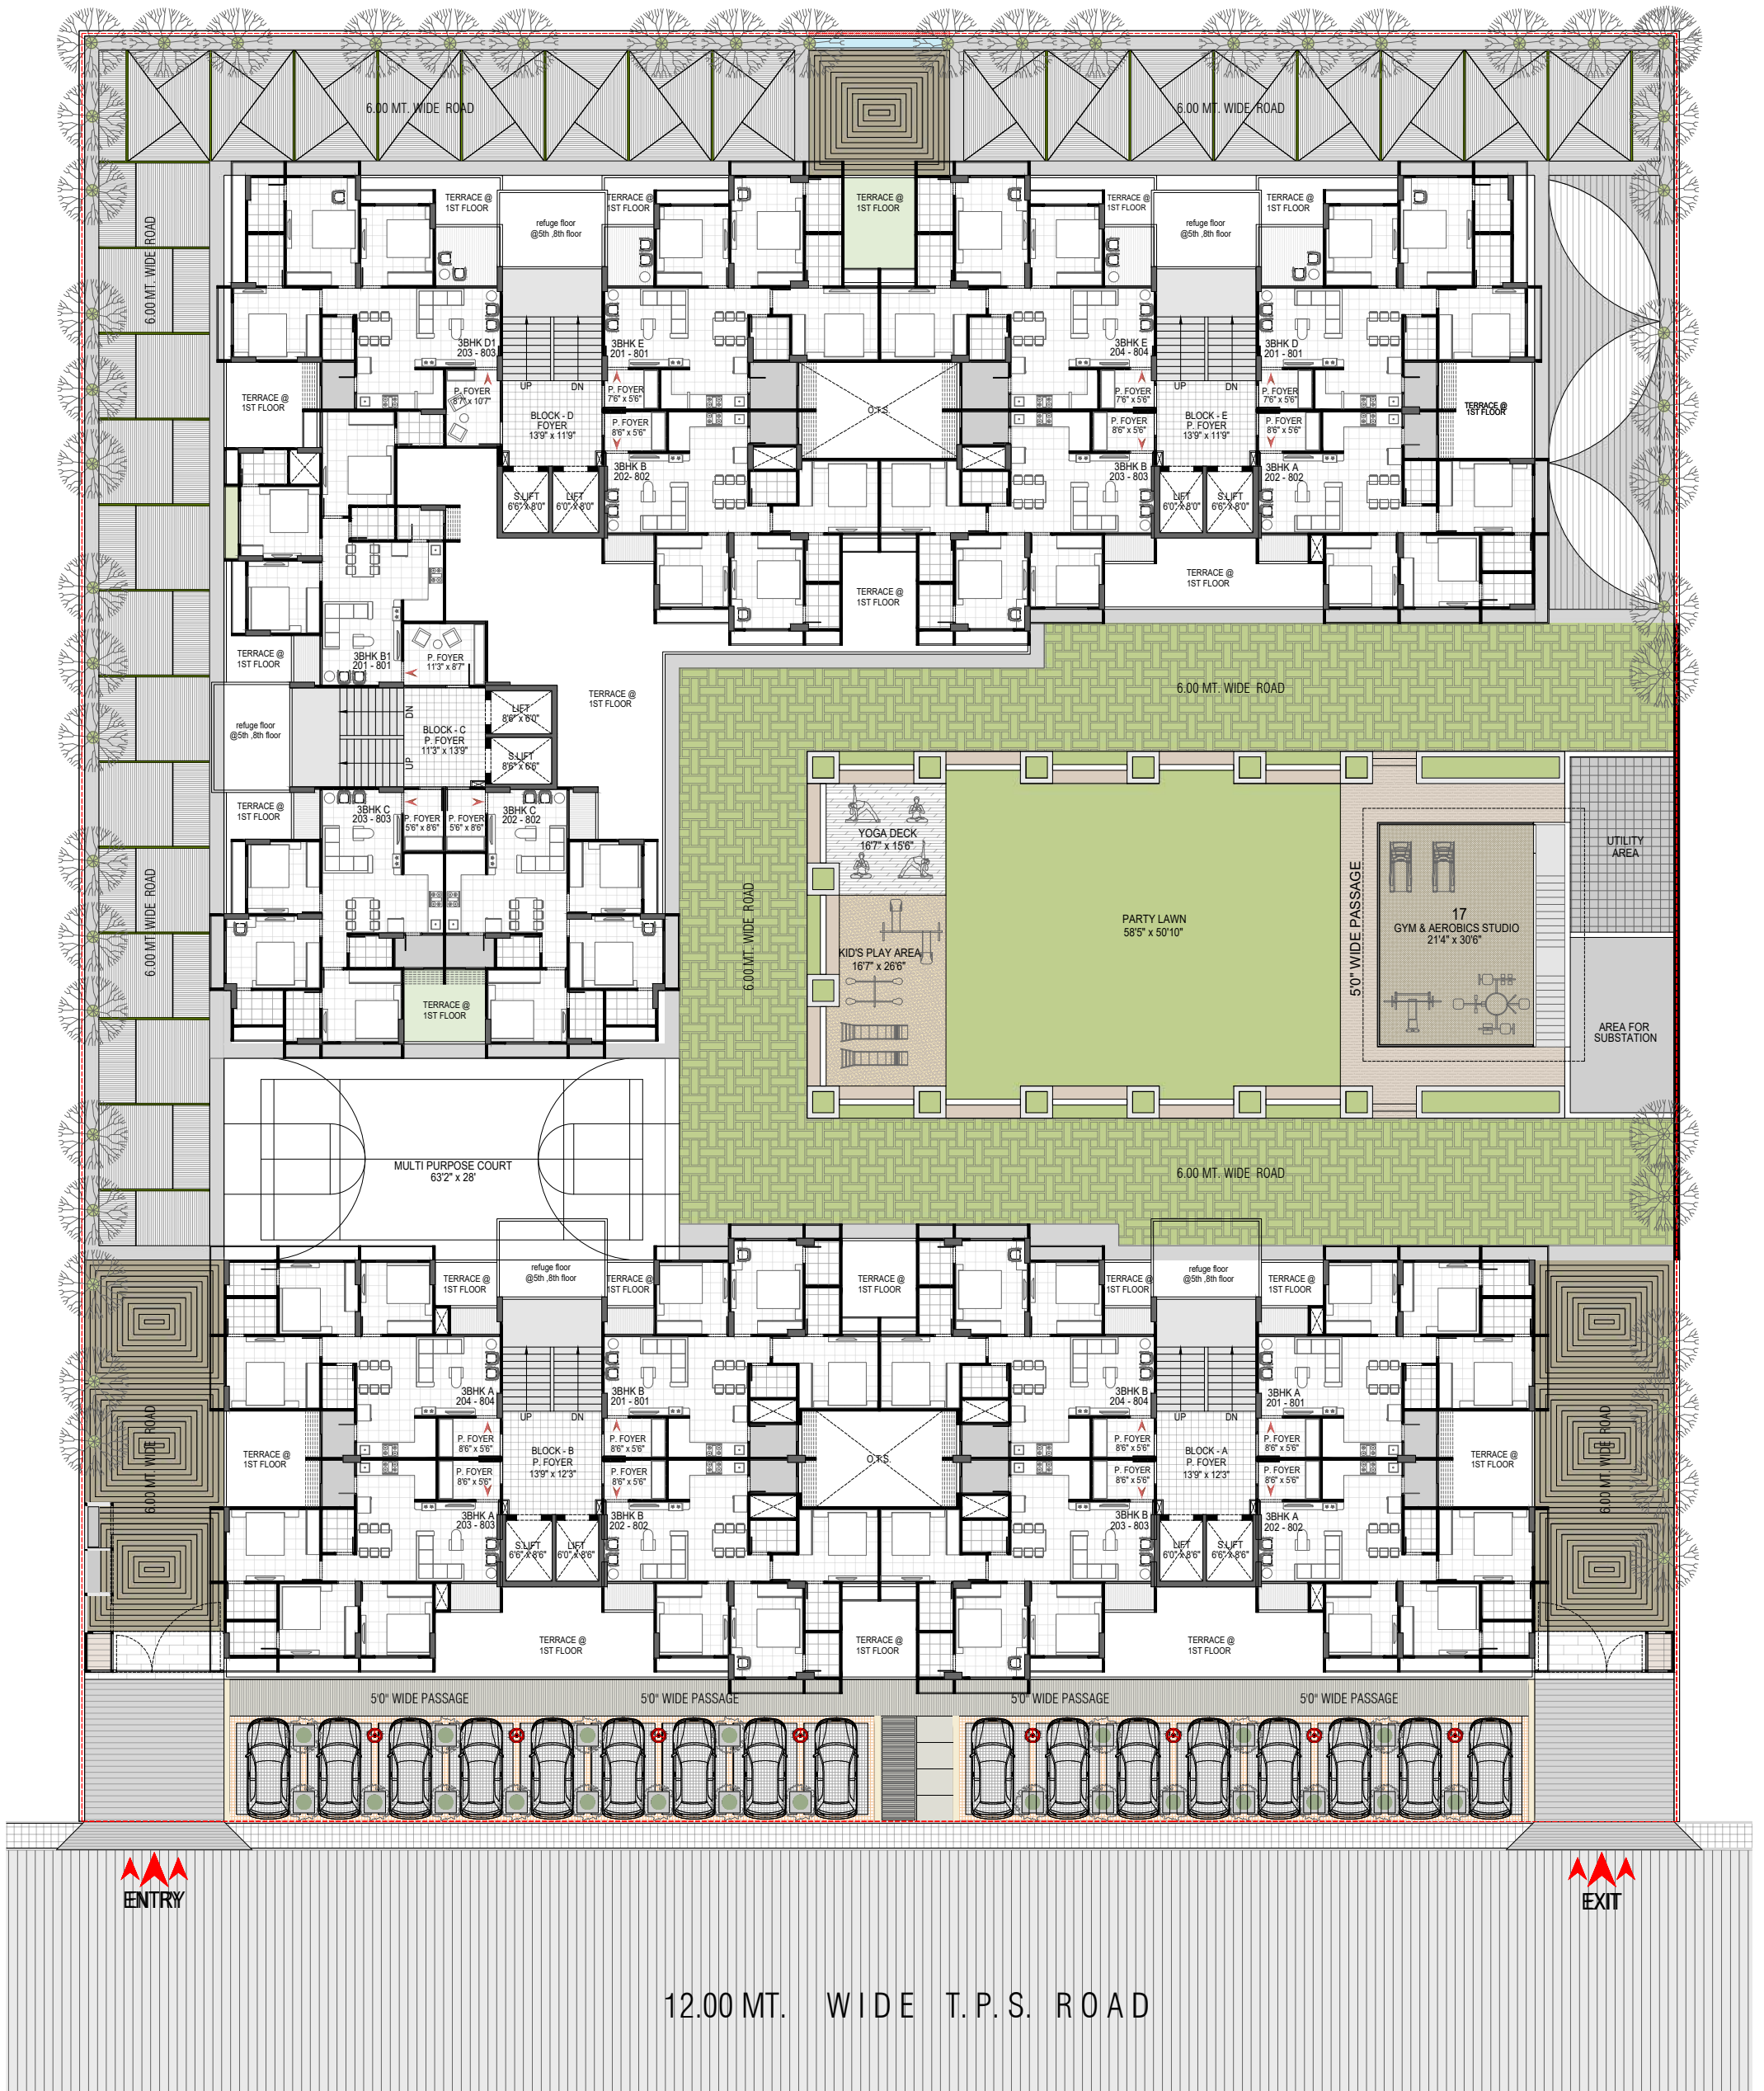 6.00 MT. WIDE ROAD
6.00 MT. WIDE ROAD
6.00 MT. WIDE ROAD
TERRACE @
1ST FLOOR
refuge floor
@5th ,8th floor
TERRACE @
1ST FLOOR
TERRACE @
1ST FLOOR
TERRACE @
1ST FLOOR
refuge floor
@5th ,8th floor
TERRACE @
1ST FLOOR
3BHK D1
203 - 803
3BHK E
201 - 801
3BHK E
204 - 804
3BHK D
201 - 801
UP
DN
UP
DN
TERRACE @
1ST FLOOR
P. FOYER
8'7" x 10'7"
P. FOYER
7'6" x 5'6"
P. FOYER
7'6" x 5'6"
P. FOYER
7'6" x 5'6"
TERRACE @
1ST FLOOR
O.T.S.
BLOCK - D
FOYER
13'9" x 11'9"
P. FOYER
8'6" x 5'6"
P. FOYER
8'6" x 5'6"
BLOCK - E
P. FOYER
13'9" x 11'9"
P. FOYER
8'6" x 5'6"
3BHK B
202- 802
3BHK B
203 - 803
3BHK A
202 - 802
S.LIFT
6'6" x 8'0"
LIFT
6'0" x 8'0"
LIFT
6'0" x 8'0"
S.LIFT
6'6" x 8'0"
TERRACE @
1ST FLOOR
TERRACE @
1ST FLOOR
3BHK B1
201 - 801
P. FOYER
11'3" x 8'7"
TERRACE @
1ST FLOOR
TERRACE @
1ST FLOOR
6.00 MT. WIDE ROAD
refuge floor
@5th ,8th floor
DN
UP
BLOCK - C
P. FOYER
11'3" x 13'9"
LIFT
8'6" x 6'0"
S.LIFT
8'6" x 6'6"
TERRACE @
1ST FLOOR
3BHK C
203 - 803
P. FOYER
5'6" x 8'6"
P. FOYER
5'6" x 8'6"
3BHK C
202 - 802
6.00 MT. WIDE ROAD
6.00 MT. WIDE ROAD
YOGA DECK
16'7" x 15'6"
KID'S PLAY AREA
16'7" x 26'6"
PARTY LAWN
58'5" x 50'10"
5'0" WIDE PASSAGE
17
GYM & AEROBICS STUDIO
21'4" x 30'6"
UTILITY
AREA
AREA FOR
SUBSTATION
TERRACE @
1ST FLOOR
MULTI PURPOSE COURT
63'2" x 28'
6.00 MT. WIDE ROAD
TERRACE @
1ST FLOOR
refuge floor
@5th ,8th floor
TERRACE @
1ST FLOOR
TERRACE @
1ST FLOOR
TERRACE @
1ST FLOOR
refuge floor
@5th ,8th floor
TERRACE @
1ST FLOOR
3BHK A
204 - 804
3BHK B
201 - 801
3BHK B
204 - 804
3BHK A
201 - 801
UP
DN
UP
DN
6.00 MT. WIDE ROAD
TERRACE @
1ST FLOOR
P. FOYER
8'6" x 5'6"
BLOCK - B
P. FOYER
13'9" x 12'3"
P. FOYER
8'6" x 5'6"
O.T.S.
P. FOYER
8'6" x 5'6"
BLOCK - A
P. FOYER
13'9" x 12'3"
P. FOYER
8'6" x 5'6"
TERRACE @
1ST FLOOR
6.00 MT. WIDE ROAD
P. FOYER
8'6" x 5'6"
P. FOYER
8'6" x 5'6"
P. FOYER
8'6" x 5'6"
P. FOYER
8'6" x 5'6"
3BHK A
203 - 803
3BHK B
202 - 802
3BHK B
203 - 803
3BHK A
202 - 802
S.LIFT
6'6" x 8'6"
LIFT
6'0" x 8'6"
LIFT
6'0" x 8'6"
S.LIFT
6'6" x 8'6"
TERRACE @
1ST FLOOR
TERRACE @
1ST FLOOR
TERRACE @
1ST FLOOR
5'0" WIDE PASSAGE
5'0" WIDE PASSAGE
5'0" WIDE PASSAGE
5'0" WIDE PASSAGE
ENTRY
EXIT
12.00 MT. WIDE T.P.S. ROAD